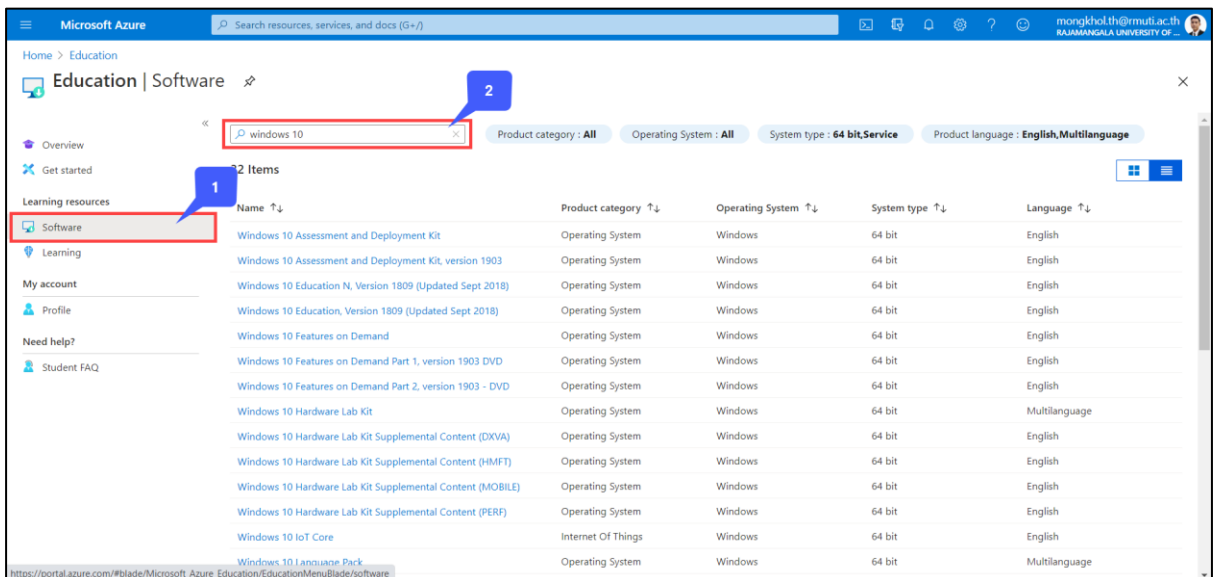 Microsoft Azure
Search resources, services, and docs (G+/)
mongkhol.th@rmuti.ac.th
RAJAMANGALA UNIVERSITY OF ...
Home > Education
Education | Software
2
windows 10
Product category : All
Operating System : All
System type : 64 bit,Service
Product language : English,Multilanguage
Overview
Get started
Learning resources
1
Software
Learning
My account
Profile
Need help?
Student FAQ
2 Items
Name ↑↓ Product category ↑↓ Operating System ↑↓ System type ↑↓ Language ↑↓
Windows 10 Assessment and Deployment Kit Operating System Windows 64 bit English
Windows 10 Assessment and Deployment Kit, version 1903 Operating System Windows 64 bit English
Windows 10 Education N, Version 1809 (Updated Sept 2018) Operating System Windows 64 bit English
Windows 10 Education, Version 1809 (Updated Sept 2018) Operating System Windows 64 bit English
Windows 10 Features on Demand Operating System Windows 64 bit English
Windows 10 Features on Demand Part 1, version 1903 DVD Operating System Windows 64 bit English
Windows 10 Features on Demand Part 2, version 1903 - DVD Operating System Windows 64 bit English
Windows 10 Hardware Lab Kit Operating System Windows 64 bit Multilanguage
Windows 10 Hardware Lab Kit Supplemental Content (DXVA) Operating System Windows 64 bit English
Windows 10 Hardware Lab Kit Supplemental Content (HMFT) Operating System Windows 64 bit English
Windows 10 Hardware Lab Kit Supplemental Content (MOBILE) Operating System Windows 64 bit English
Windows 10 Hardware Lab Kit Supplemental Content (PERF) Operating System Windows 64 bit English
Windows 10 IoT Core Internet Of Things Windows 64 bit English
Windows 10 Language Pack Operating System Windows 64 bit Multilanguage
https://portal.azure.com/#blade/Microsoft_Azure_Education/EducationMenuBlade/software